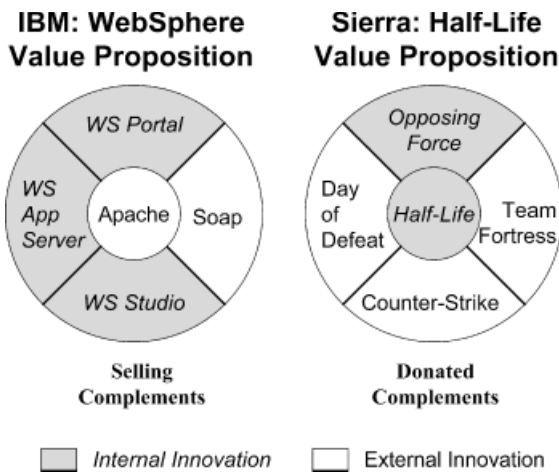 IBM: WebSphere
Value Proposition
WS Portal
WS
App
Server
Apache
Soap
WS Studio
Selling
Complements
Sierra: Half-Life
Value Proposition
Opposing
Force
Day
of
Defeat
Half-Life
Team
Fortress
Counter-Strike
Donated
Complements
Internal Innovation
External Innovation